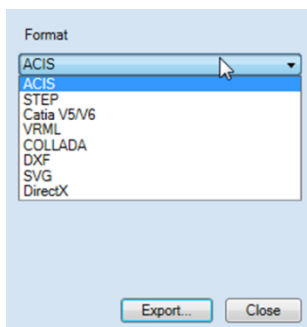 Format
ACIS
ACIS
STEP
Catia V5/V6
VRML
COLLADA
DXF
SVG
DirectX
Export... Close